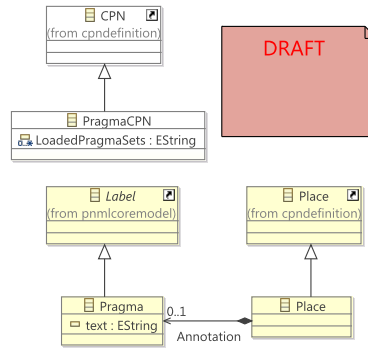 CPN
(from cpndefinition)
DRAFT
PragmaCPN
LoadedPragmaSets : EString
Label
(from pnmlcoremodel)
Place
(from cpndefinition)
Pragma
text : EString
0..1
Annotation
Place